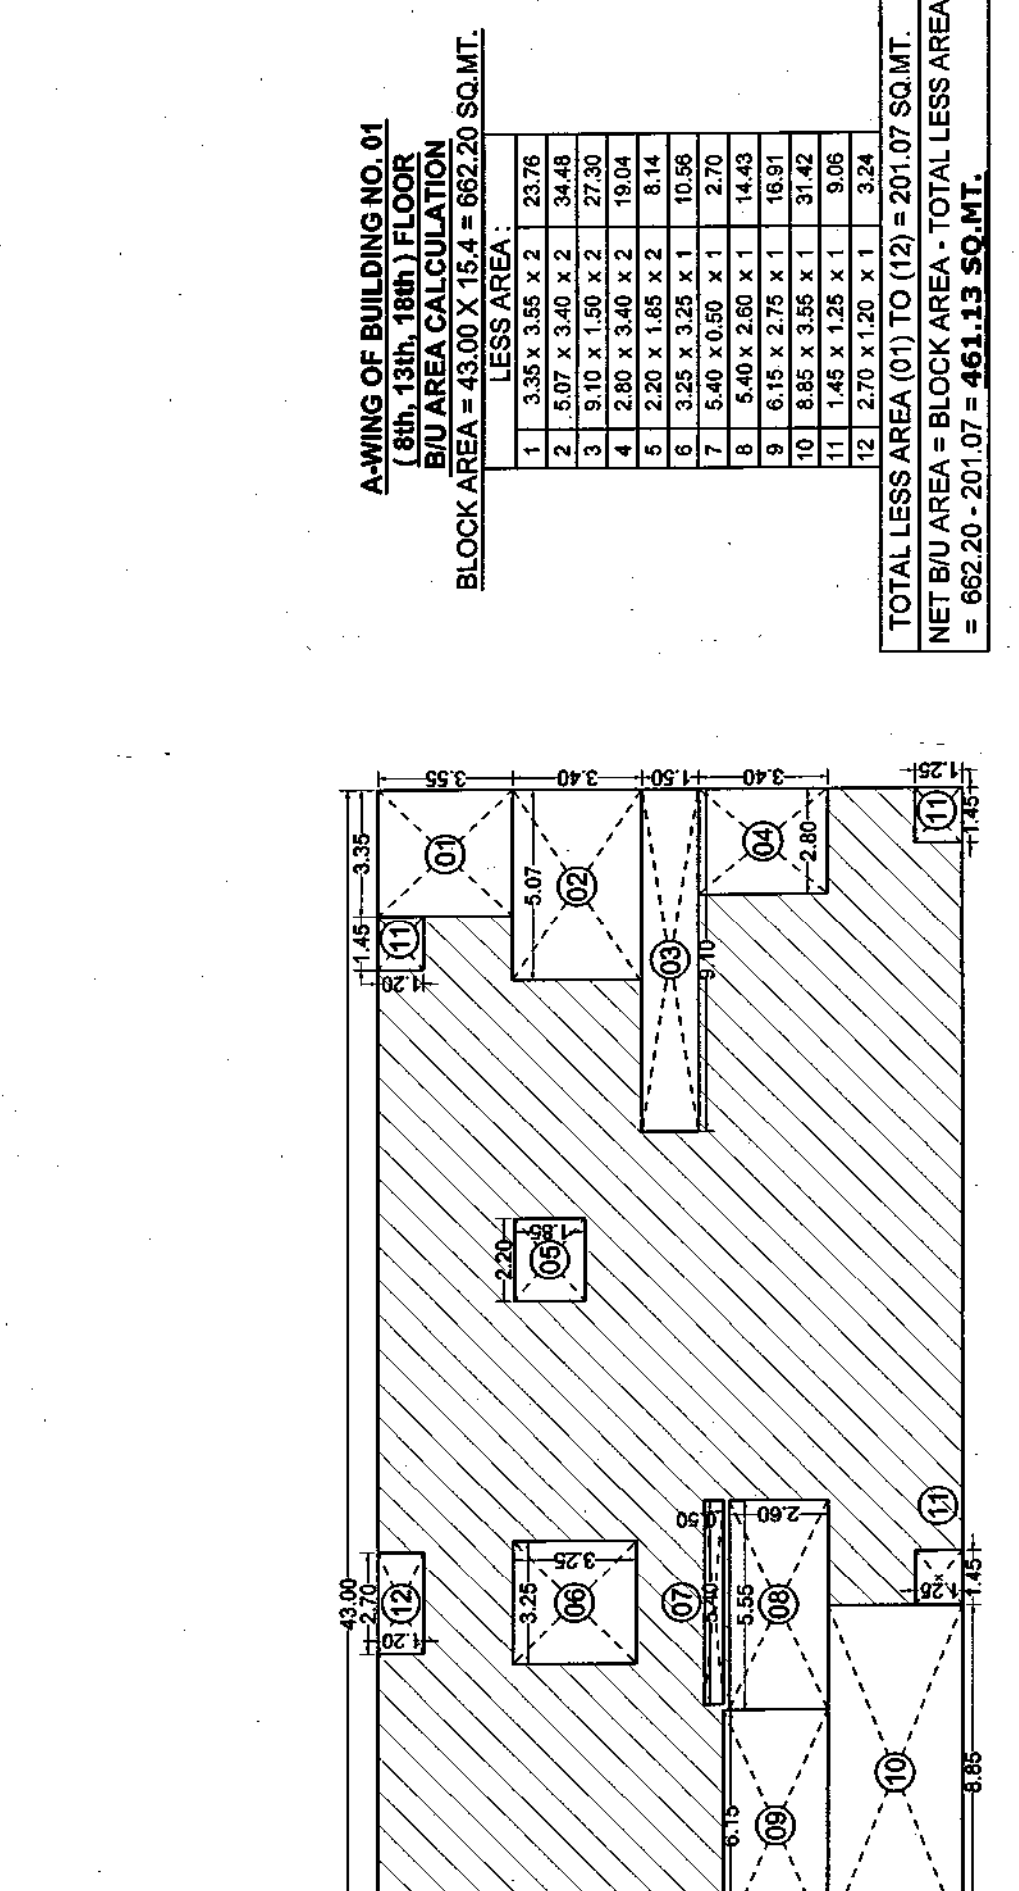 A-WING OF BUILDING NO. 01
( 8th, 13th, 18th ) FLOOR
B/U AREA CALCULATION
BLOCK AREA = 43.00 X 15.4 = 662.20 SQ.MT.
LESS AREA :
1 3.35 x 3.55 x 2 23.76
2 5.07 x 3.40 x 2 34.48
3 9.10 x 1.50 x 2 27.30
4 2.80 x 3.40 x 2 19.04
5 2.20 x 1.85 x 2 8.14
6 3.25 x 3.25 x 1 10.56
7 5.40 x 0.50 x 1 2.70
8 5.40 x 2.60 x 1 14.43
9 6.15 x 2.75 x 1 16.91
10 8.85 x 3.55 x 1 31.42
11 1.45 x 1.25 x 1 9.06
12 2.70 x 1.20 x 1 3.24
TOTAL LESS AREA (01) TO (12) = 201.07 SQ.MT.
NET B/U AREA = BLOCK AREA - TOTAL LESS AREA
= 662.20 - 201.07 = 461.13 SQ.MT.
43.00
2.70
1.45
3.35
3.55
3.40
1.50
3.40
1.25
1.20
12
1.20
11
01
3.25
3.25
06
2.20
1.85
05
5.07
02
07
0.50
5.40
03
9.10
6.15
09
5.55
08
2.60
04
2.80
10
11
1.25
11
8.85
1.45
1.45